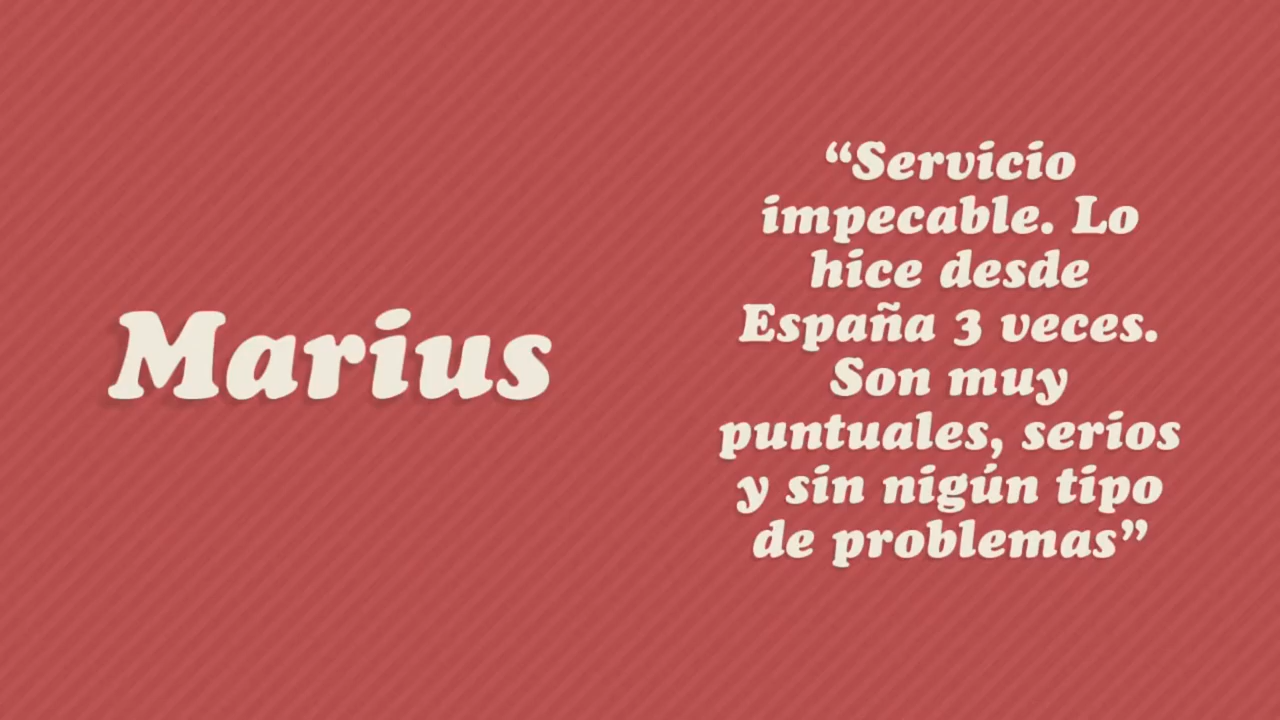 Marius
“Servicio
impecable. Lo
hice desde
España 3 veces.
Son muy
puntuales, serios
y sin nigún tipo
de problemas”